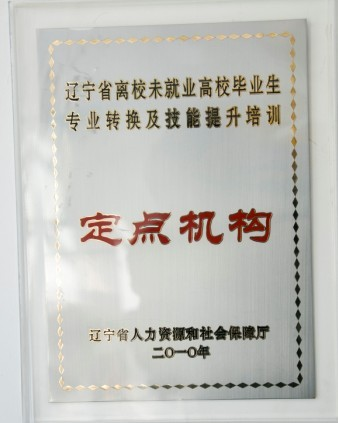 辽宁省离校未就业高校毕业生
专业转换及技能提升培训
定点机构
辽宁省人力资源和社会保障厅
二〇一〇年